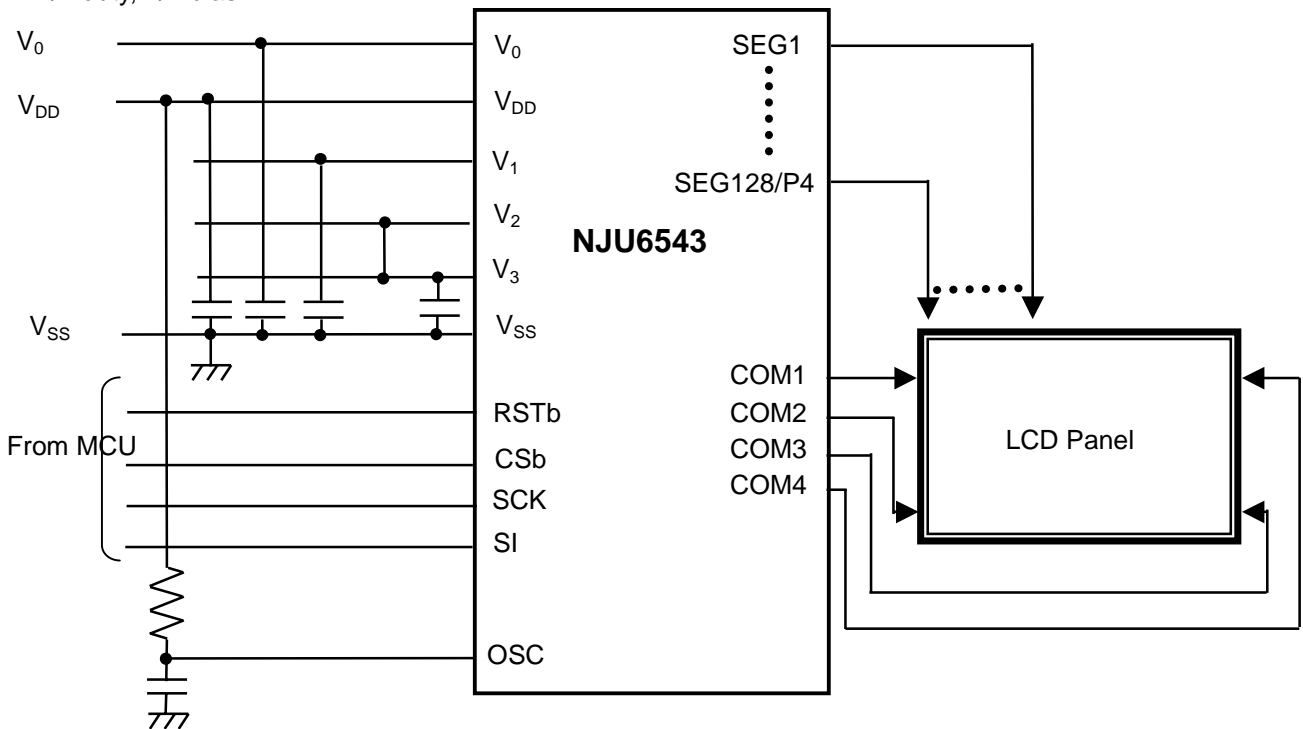 V0
VDD
VSS
From MCU
V0
VDD
V1
V2
V3
VSS
RSTb
CSb
SCK
SI
OSC
NJU6543
SEG1
SEG128/P4
COM1
COM2
COM3
COM4
LCD Panel